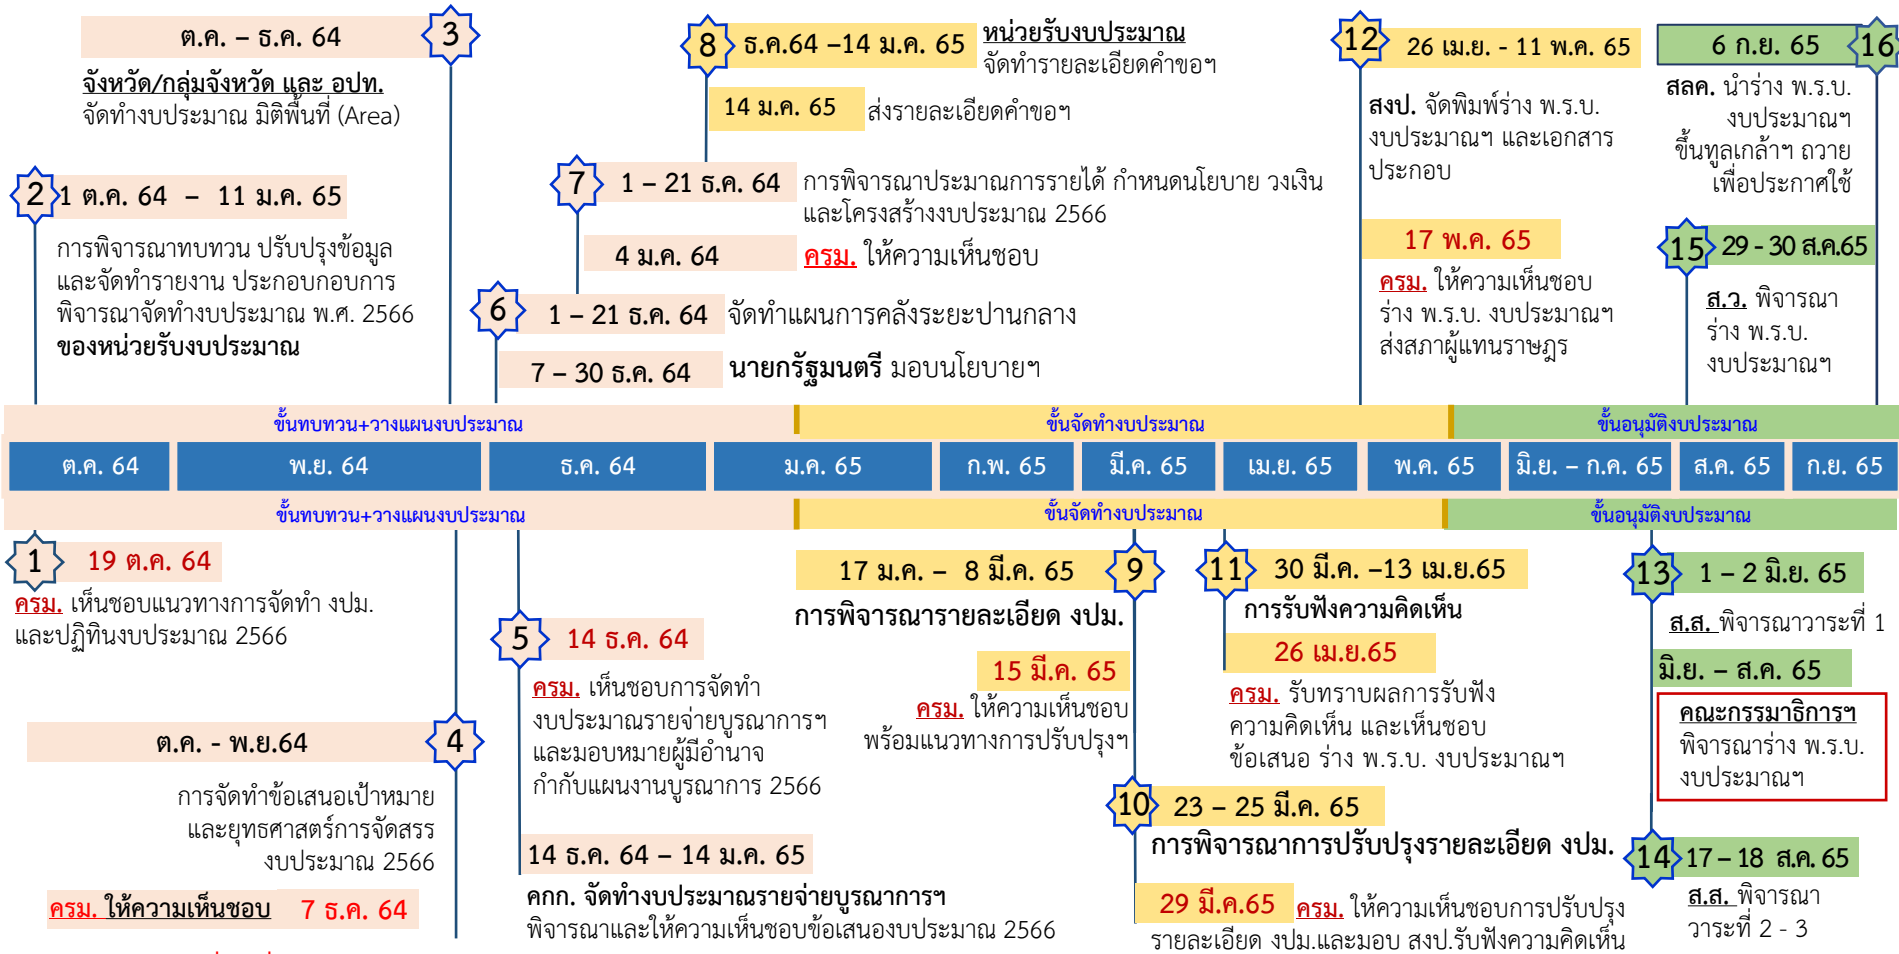 ต.ค. – ธ.ค. 64
3
จังหวัด/กลุ่มจังหวัด และ อปท.
จัดทำงบประมาณ มิติพื้นที่ (Area)
2
1 ต.ค. 64 – 11 ม.ค. 65
การพิจารณาทบทวน ปรับปรุงข้อมูล
และจัดทำรายงาน ประกอบกอบการ
พิจารณาจัดทำงบประมาณ พ.ศ. 2566
ของหน่วยรับงบประมาณ
8
ธ.ค.64 –14 ม.ค. 65
หน่วยรับงบประมาณ
จัดทำรายละเอียดคำขอฯ
14 ม.ค. 65
ส่งรายละเอียดคำขอฯ
7
1 – 21 ธ.ค. 64
การพิจารณาประมาณการรายได้ กำหนดนโยบาย วงเงิน
และโครงสร้างงบประมาณ 2566
4 ม.ค. 64
ครม. ให้ความเห็นชอบ
6
1 – 21 ธ.ค. 64
จัดทำแผนการคลังระยะปานกลาง
7 – 30 ธ.ค. 64
นายกรัฐมนตรี มอบนโยบายฯ
12
26 เม.ย. - 11 พ.ค. 65
สงป. จัดพิมพ์ร่าง พ.ร.บ.
งบประมาณฯ และเอกสาร
ประกอบ
17 พ.ค. 65
ครม. ให้ความเห็นชอบ
ร่าง พ.ร.บ. งบประมาณฯ
ส่งสภาผู้แทนราษฎร
6 ก.ย. 65
16
สลค. นำร่าง พ.ร.บ.
งบประมาณฯ
ขึ้นทูลเกล้าฯ ถวาย
เพื่อประกาศใช้
15
29 - 30 ส.ค.65
ส.ว. พิจารณา
ร่าง พ.ร.บ.
งบประมาณฯ
ขั้นทบทวน+วางแผนงบประมาณ
ขั้นจัดทำงบประมาณ
ขั้นอนุมัติงบประมาณ
ต.ค. 64
พ.ย. 64
ธ.ค. 64
ม.ค. 65
ก.พ. 65
มี.ค. 65
เม.ย. 65
พ.ค. 65
มิ.ย. – ก.ค. 65
ส.ค. 65
ก.ย. 65
ขั้นทบทวน+วางแผนงบประมาณ
ขั้นจัดทำงบประมาณ
ขั้นอนุมัติงบประมาณ
1
19 ต.ค. 64
ครม. เห็นชอบแนวทางการจัดทำ งปม.
และปฏิทินงบประมาณ 2566
ต.ค. - พ.ย.64
4
การจัดทำข้อเสนอเป้าหมาย
และยุทธศาสตร์การจัดสรร
งบประมาณ 2566
ครม. ให้ความเห็นชอบ
7 ธ.ค. 64
5
14 ธ.ค. 64
ครม. เห็นชอบการจัดทำ
งบประมาณรายจ่ายบูรณาการฯ
และมอบหมายผู้มีอำนาจ
กำกับแผนงานบูรณาการ 2566
14 ธ.ค. 64 – 14 ม.ค. 65
คกก. จัดทำงบประมาณรายจ่ายบูรณาการฯ
พิจารณาและให้ความเห็นชอบข้อเสนองบประมาณ 2566
17 ม.ค. – 8 มี.ค. 65
9
การพิจารณารายละเอียด งปม.
15 มี.ค. 65
ครม. ให้ความเห็นชอบ
พร้อมแนวทางการปรับปรุงฯ
11
30 มี.ค. –13 เม.ย.65
การรับฟังความคิดเห็น
26 เม.ย.65
ครม. รับทราบผลการรับฟัง
ความคิดเห็น และเห็นชอบ
ข้อเสนอ ร่าง พ.ร.บ. งบประมาณฯ
10
23 – 25 มี.ค. 65
การพิจารณาการปรับปรุงรายละเอียด งปม.
29 มี.ค.65
ครม. ให้ความเห็นชอบการปรับปรุง
รายละเอียด งปม.และมอบ สงป.รับฟังความคิดเห็น
13
1 – 2 มิ.ย. 65
ส.ส. พิจารณาวาระที่ 1
มิ.ย. – ส.ค. 65
คณะกรรมาธิการฯ
พิจารณาร่าง พ.ร.บ.
งบประมาณฯ
14
17 – 18 ส.ค. 65
ส.ส. พิจารณา
วาระที่ 2 - 3